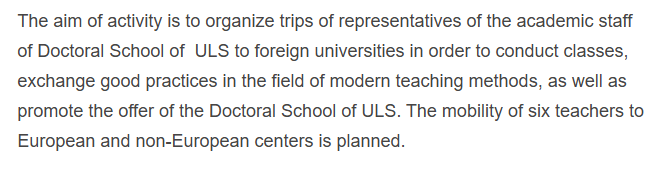 The aim of activity is to organize trips of representatives of the academic staff
of Doctoral School of  ULS to foreign universities in order to conduct classes,
exchange good practices in the field of modern teaching methods, as well as
promote the offer of the Doctoral School of ULS. The mobility of six teachers to
European and non-European centers is planned.